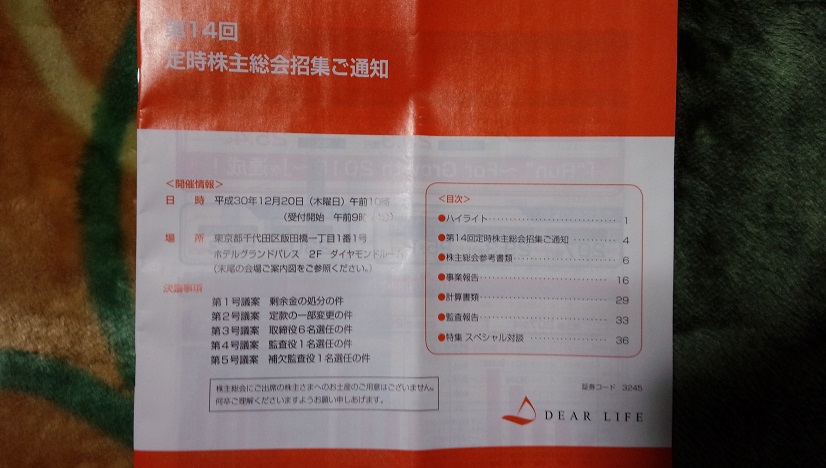 第14回
定時株主総会招集ご通知
<開催情報>
日 時 平成30年12月20日(木曜日)午前10時
(受付開始 午前9時
場 所 東京都千代田区飯田橋一丁目1番1号
ホテルグランドパレス 2F ダイヤモンドルーム
(末尾の会場ご案内図をご参照ください。)
決議事項
第1号議案 剰余金の処分の件
第2号議案 定款の一部変更の件
第3号議案 取締役6名選任の件
第4号議案 監査役1名選任の件
第5号議案 補欠監査役1名選任の件
株主総会にご出席の株主さまへのお土産のご用意はございません。
何卒ご理解くださいますようお願い申しあげます。
<目次>
●ハイライト 1
●第14回定時株主総会招集ご通知 4
●株主総会参考書類 6
●事業報告 16
●計算書類 29
●監査報告 33
●特集 スペシャル対談 36
証券コード 3245
DEAR LIFE